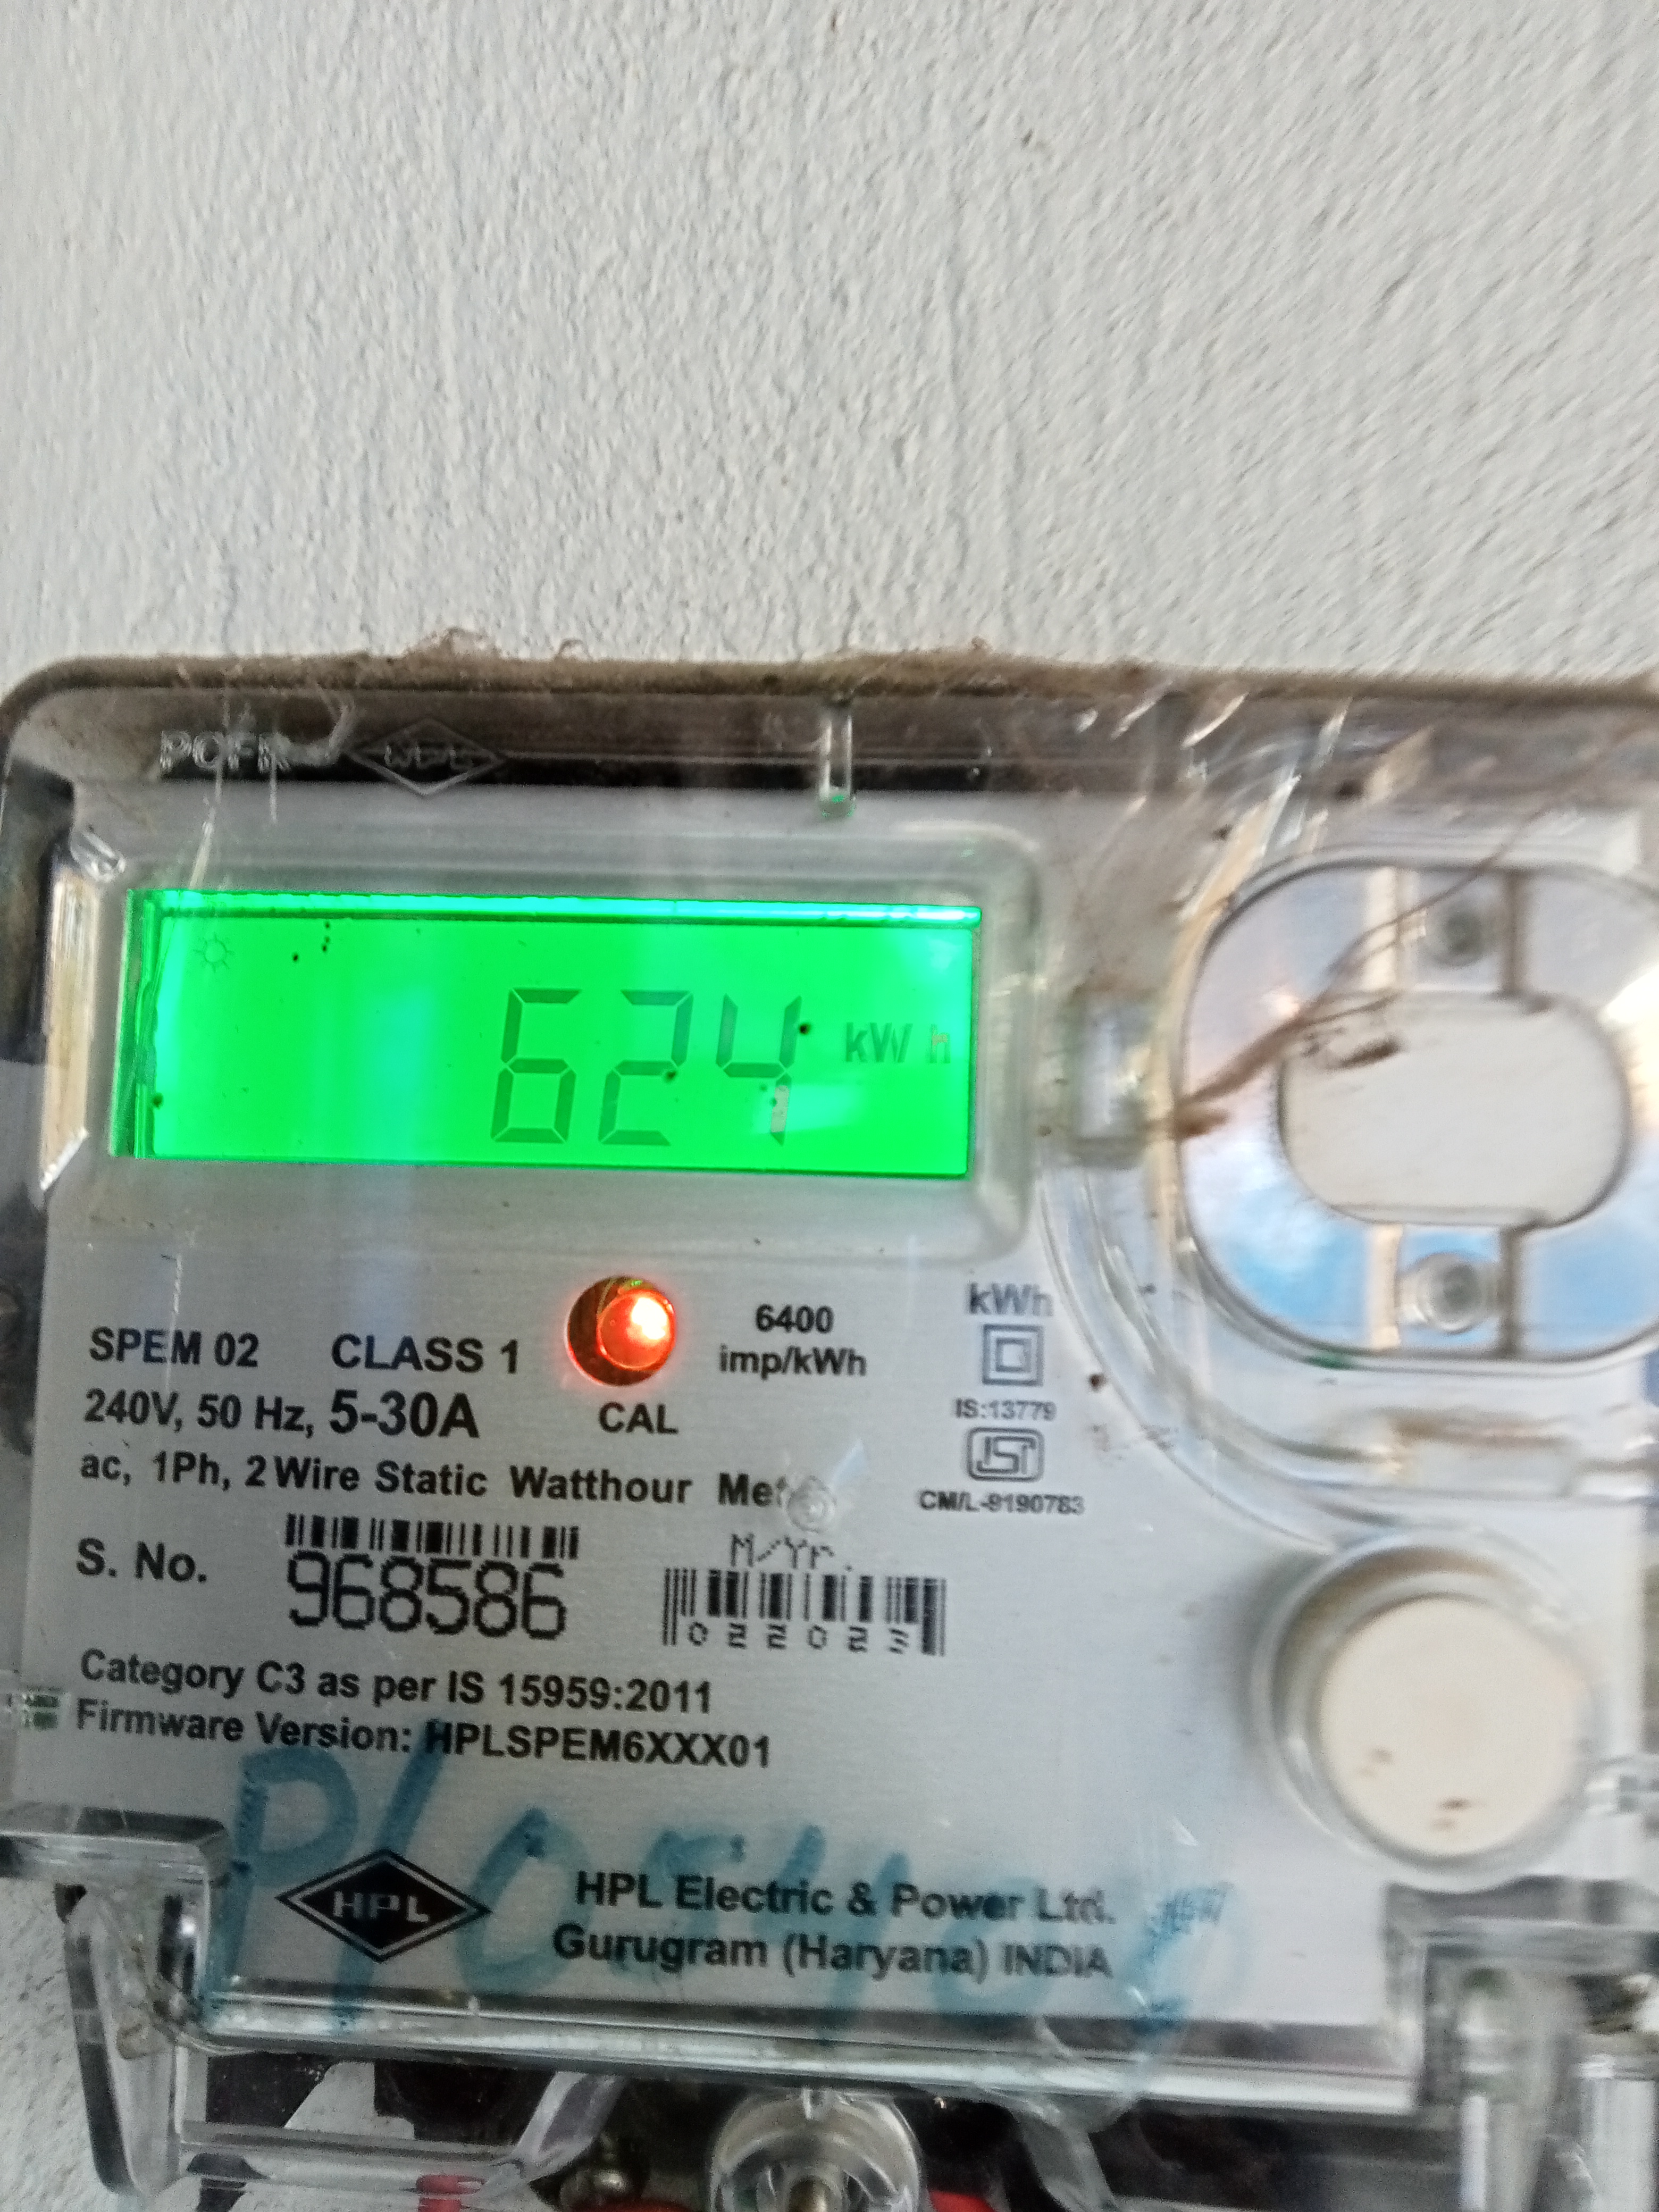 HPL
624 kWh
SPEM 02 CLASS 1
6400
imp/kWh
kWh
240V, 50 Hz, 5-30A
CAL
IS:13779
ac, 1Ph, 2 Wire Static Watthour
ISI
CM/L-9190783
S. No. 968586
M/Yr.
022023
Category C3 as per IS 15959:2011
Firmware Version: HPLSPEM6XXX01
HPL
HPL Electric & Power Ltd.
Gurugram (Haryana) INDIA